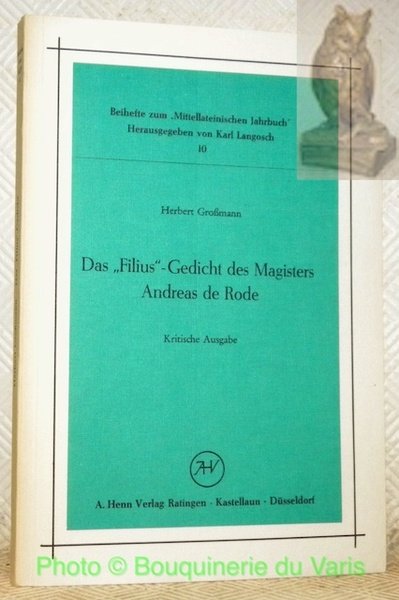 Beihefte zum „Mittellateinischen Jahrbuch"
Herausgegeben von Karl Langosch
10
Herbert Großmann
Das „Filius"-Gedicht des Magisters
Andreas de Rode
Kritische Ausgabe
AHV
A. Henn Verlag Ratingen · Kastellaun · Düsseldorf
Photo © Bouquinerie du Varis